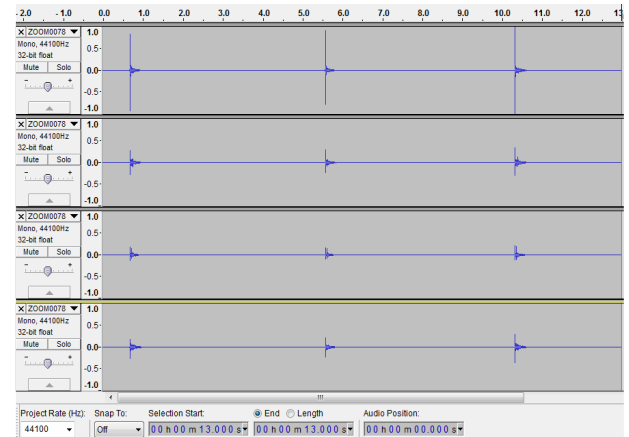 - 2.0 - 1.0 0.0 1.0 2.0 3.0 4.0 5.0 6.0 7.0 8.0 9.0 10.0 11.0 12.0 13
ZOOM0078 1.0
Mono, 44100Hz 0.5-
32-bit float
Mute Solo 0.0-
- +
-0.5-
-1.0
ZOOM0078 1.0
Mono, 44100Hz 0.5-
32-bit float
Mute Solo 0.0-
- +
-0.5-
-1.0
ZOOM0078 1.0
Mono, 44100Hz 0.5-
32-bit float
Mute Solo 0.0-
- +
-0.5-
-1.0
ZOOM0078 1.0
Mono, 44100Hz 0.5-
32-bit float
Mute Solo 0.0-
- +
-0.5-
-1.0
Project Rate (Hz): Snap To: Selection Start: End Length Audio Position:
44100 Off 00 h 00 m 13.000 s 00 h 00 m 13.000 s 00 h 00 m 00.000 s